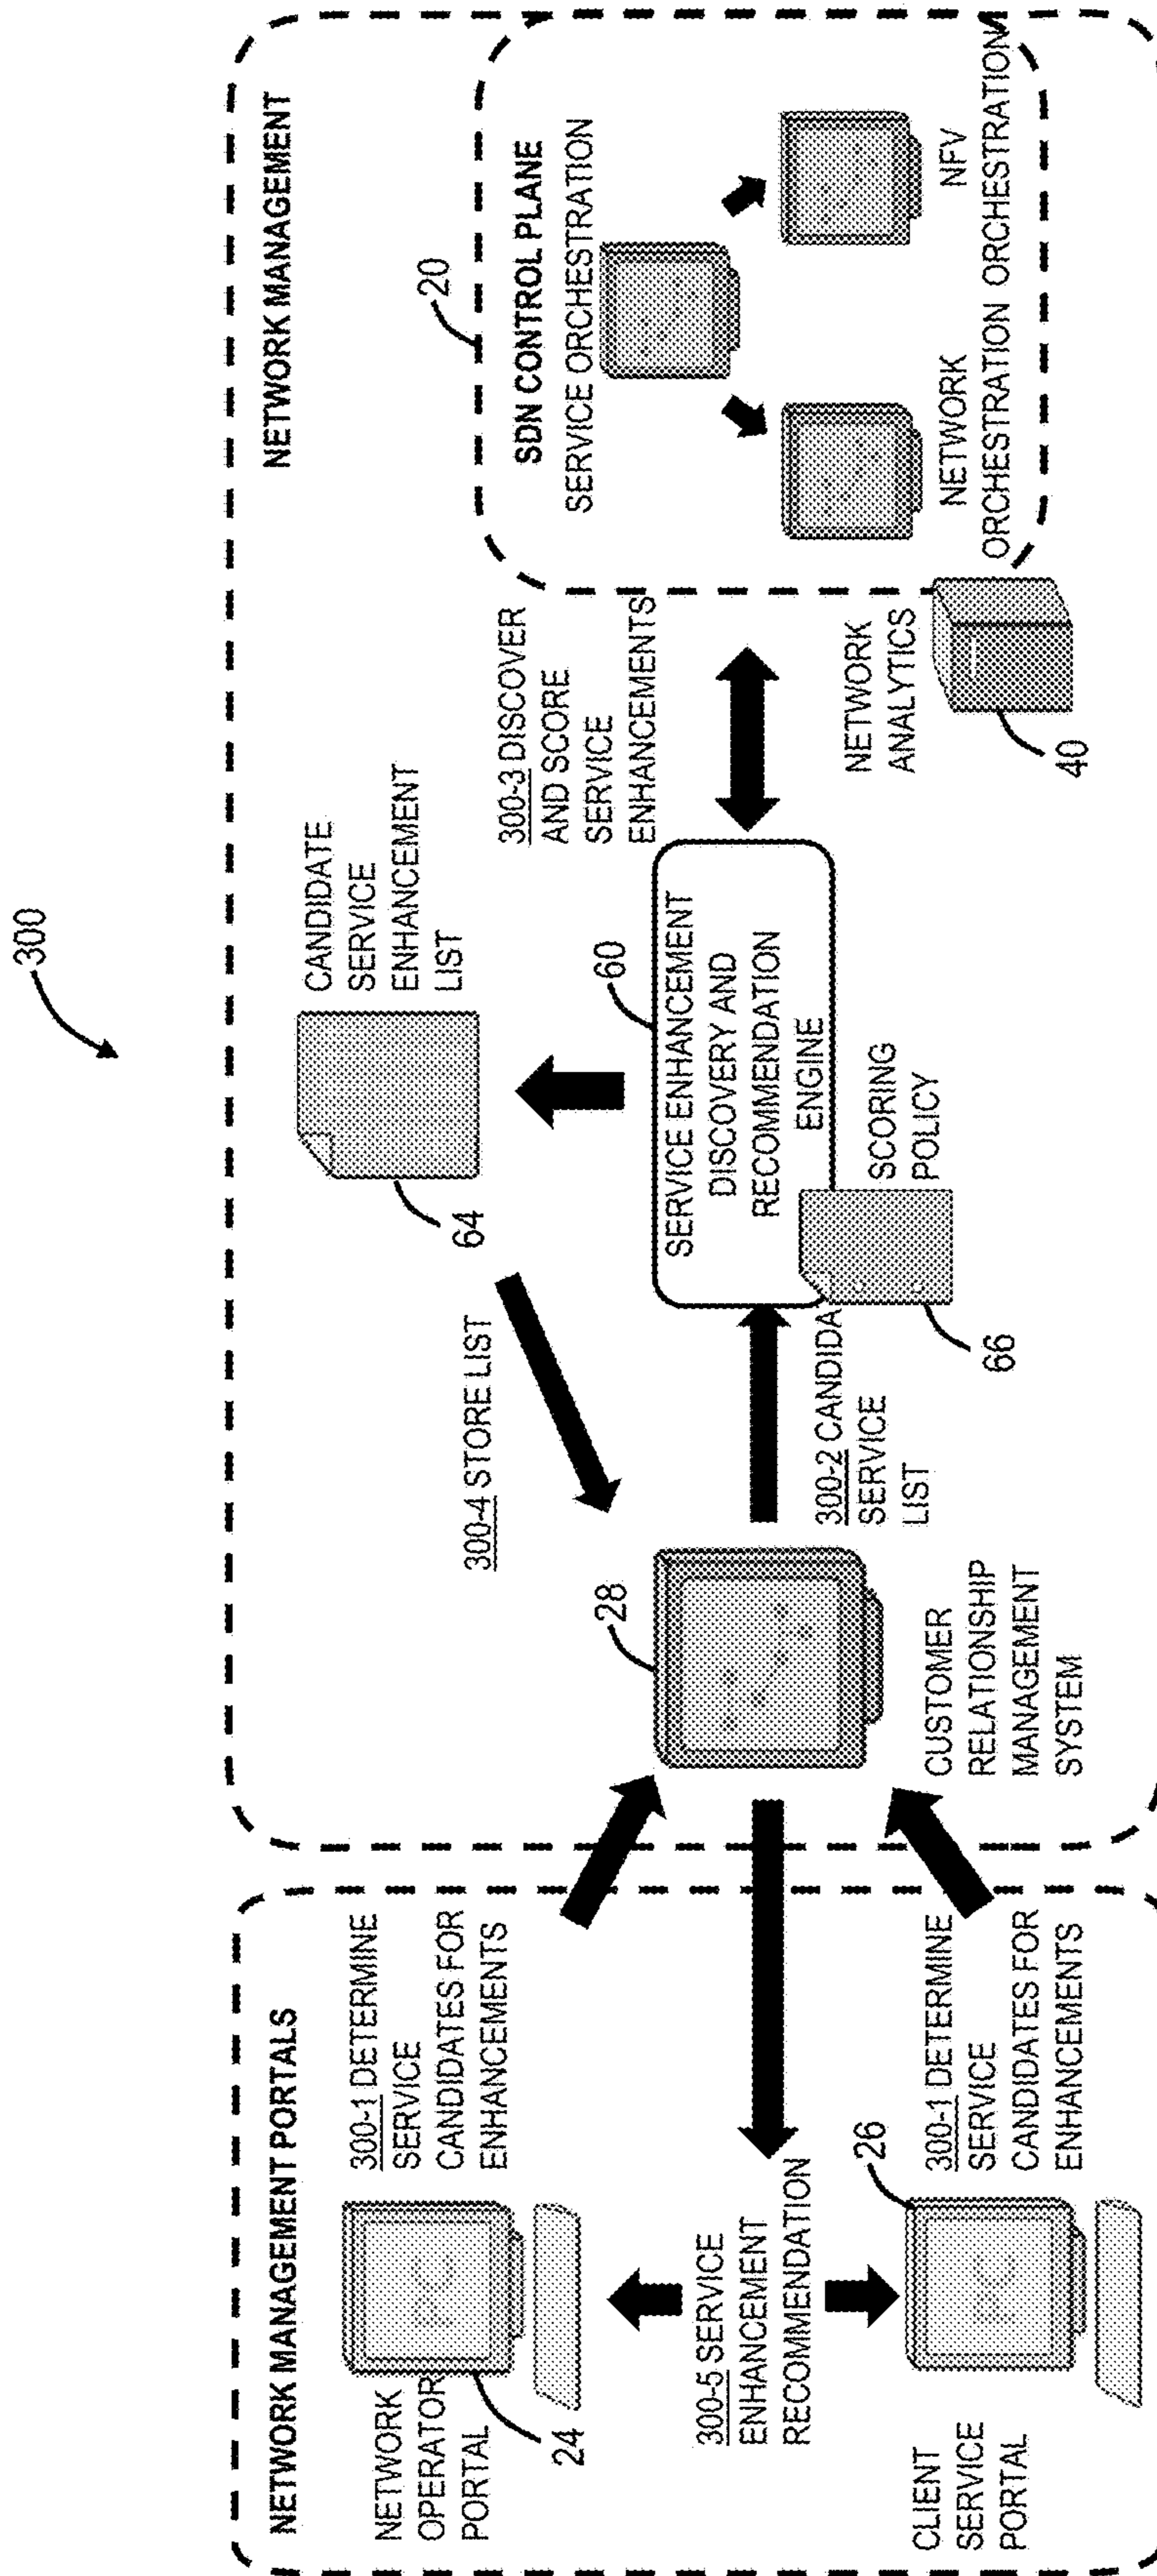 300
NETWORK MANAGEMENT PORTALS
NETWORK
OPERATOR
PORTAL
24
300-1 DETERMINE
SERVICE
CANDIDATES FOR
ENHANCEMENTS
300-5 SERVICE
ENHANCEMENT
RECOMMENDATION
CLIENT
SERVICE
PORTAL
26
300-1 DETERMINE
SERVICE
CANDIDATES FOR
ENHANCEMENTS
NETWORK MANAGEMENT
28
CUSTOMER
RELATIONSHIP
MANAGEMENT
SYSTEM
300-4 STORE LIST
300-2 CANDIDA
SERVICE
LIST
64
CANDIDATE
SERVICE
ENHANCEMENT
LIST
60
SERVICE ENHANCEMENT
DISCOVERY AND
RECOMMENDATION
ENGINE
66
SCORING
POLICY
300-3 DISCOVER
AND SCORE
SERVICE
ENHANCEMENTS
NETWORK
ANALYTICS
40
20
SDN CONTROL PLANE
SERVICE ORCHESTRATION
NETWORK
ORCHESTRATION
NFV
ORCHESTRATION